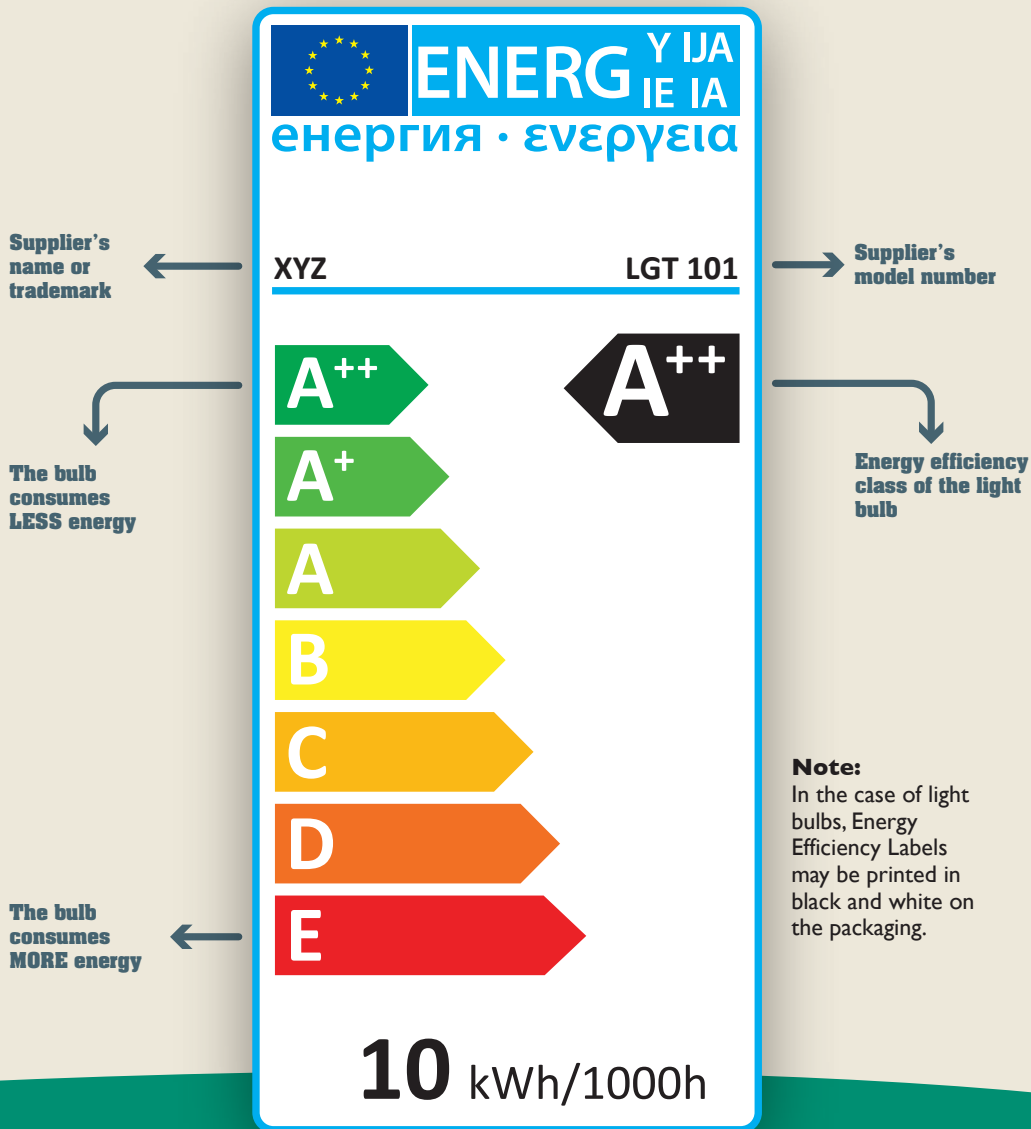 ENERG Y IJA
IE IA
енергия · ενεργεια
Supplier's
name or
trademark
XYZ
LGT 101
Supplier's
model number
A++
A++
A+
A
B
C
D
E
The bulb
consumes
LESS energy
Energy efficiency
class of the light
bulb
Note:
In the case of light
bulbs, Energy
Efficiency Labels
may be printed in
black and white on
the packaging.
The bulb
consumes
MORE energy
10 kWh/1000h